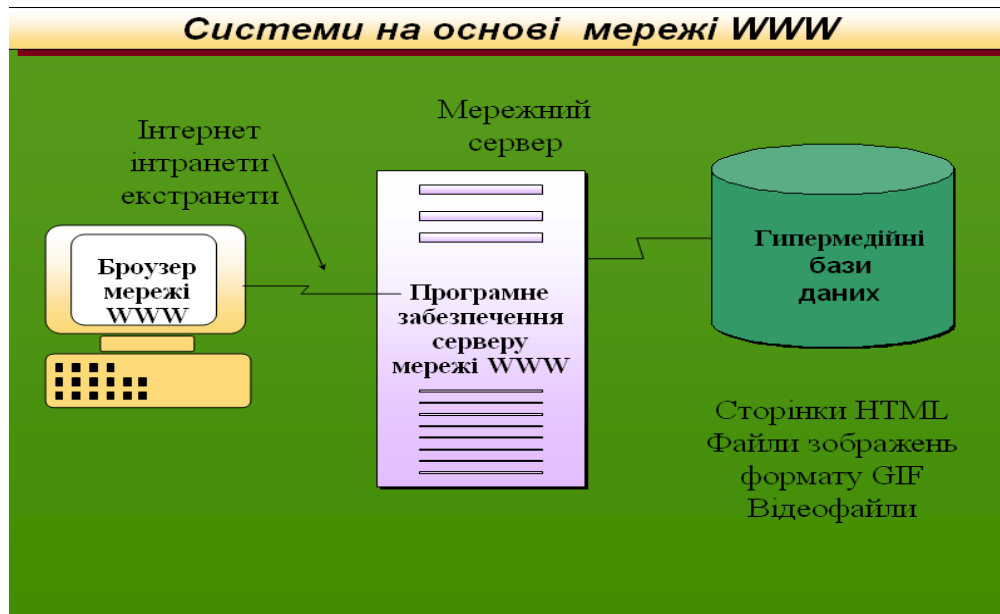 Системи на основі мережі WWW
Інтернет
інтранети
екстранети
Мережний
сервер
Броузер
мережі
WWW
Програмне
забезпечення
серверу
мережі WWW
Гипермедійні
бази
даних
Сторінки HTML
Файли зображень
формату GIF
Відеофайли